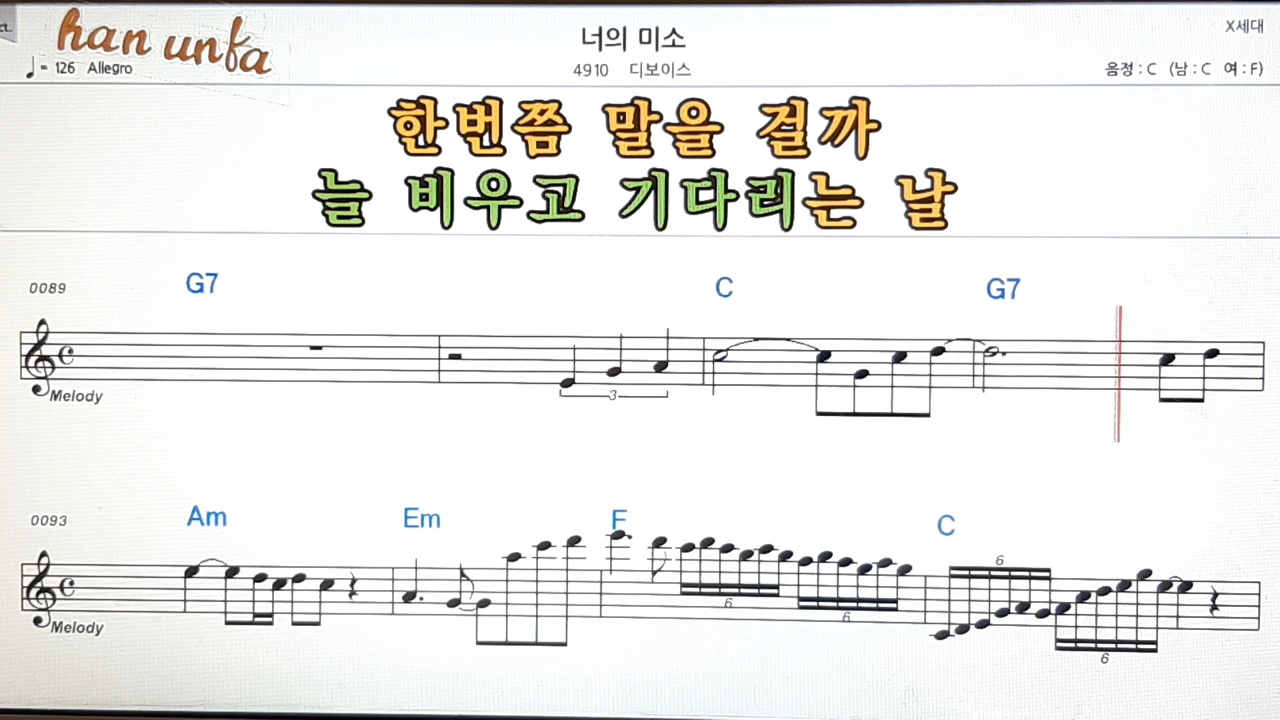 han unfa
너의 미소
X세대
♩= 126 Allegro
4910 디보이스
음정 : C (남 : C 여 : F)
한번쯤 말을 걸까
늘 비우고 기다리는 날
0089 G7 C G7
3
Melody
0093 Am Em F C
6
6 6
Melody
6